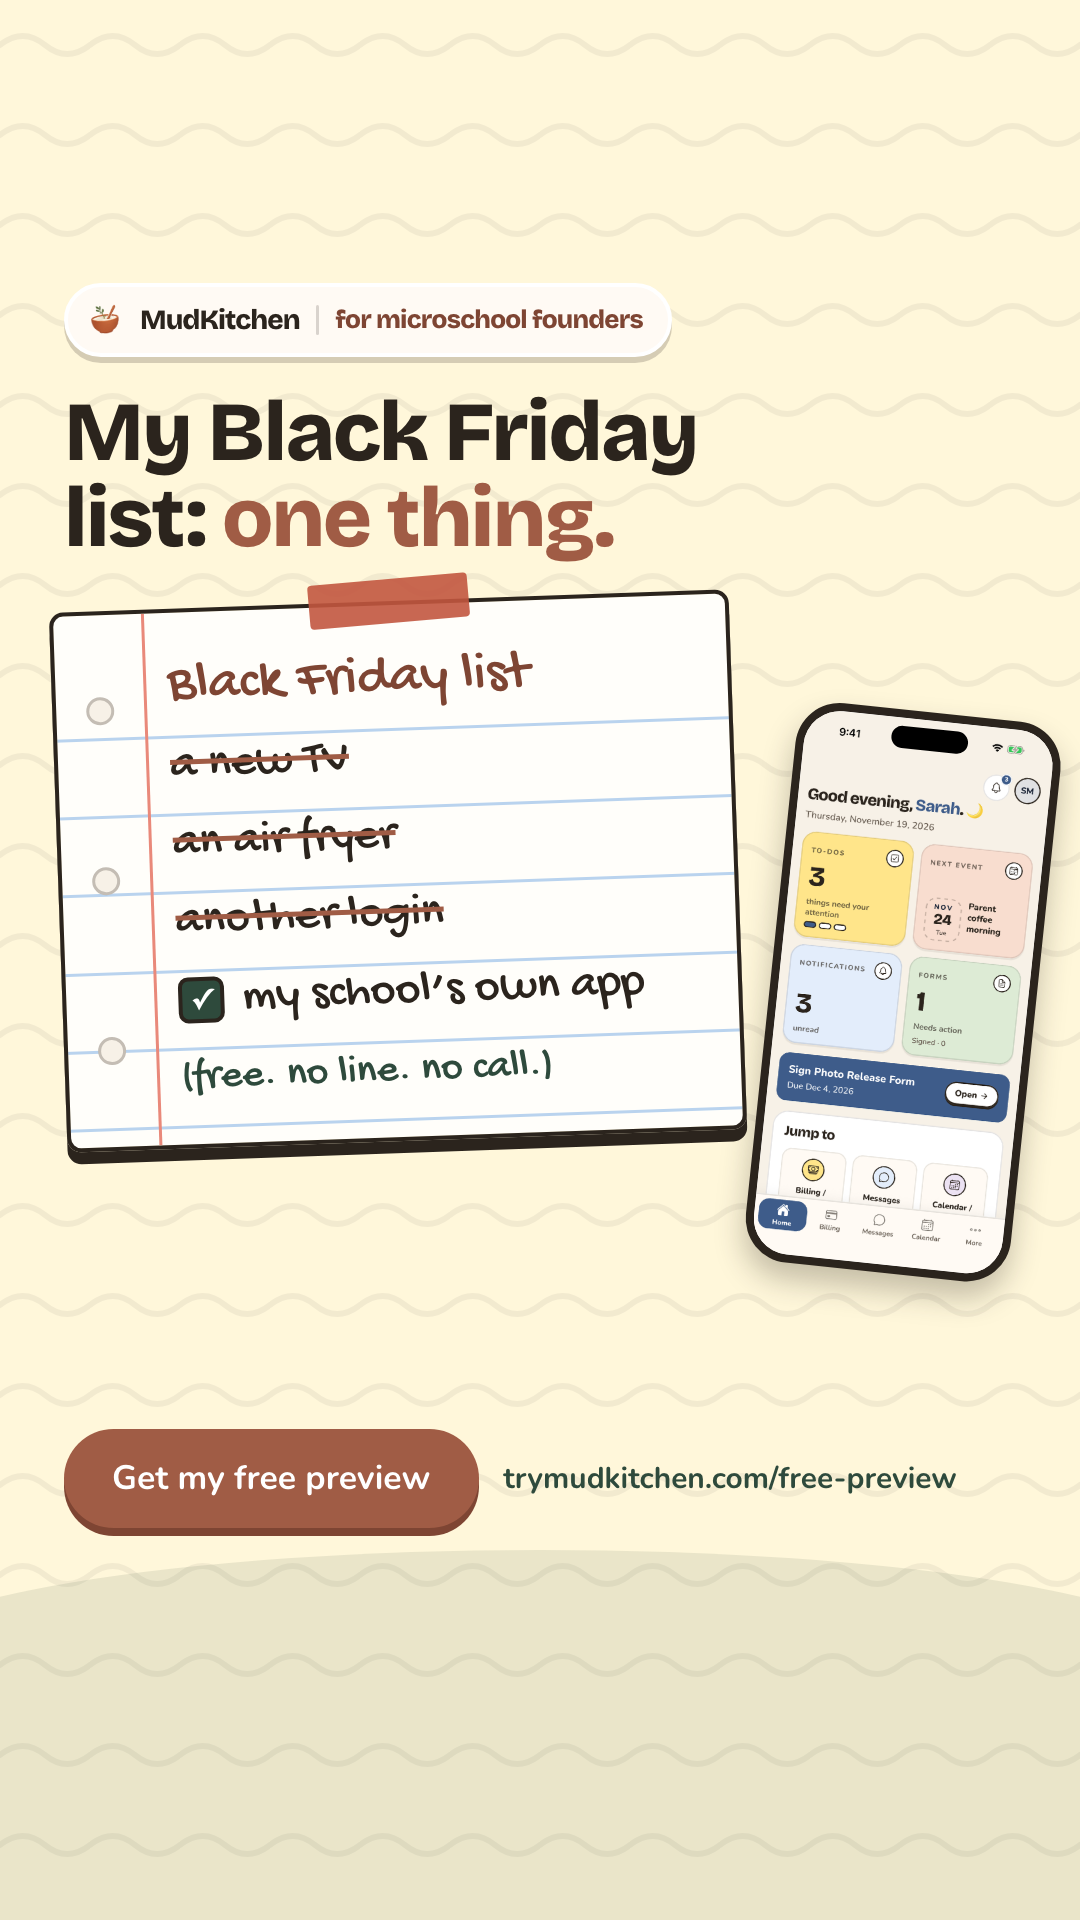 MudKitchen | for microschool founders
My Black Friday
list: one thing.
Black Friday list
a new TV
an air fryer
another login
my school's own app
(free. no line. no call.)
9:41
3
SM
Good evening, Sarah.
Thursday, November 19, 2026
TO-DOS
3
things need your
attention
NEXT EVENT
NOV
24
Tue
Parent
coffee
morning
NOTIFICATIONS
3
unread
FORMS
1
Needs action
Signed · 0
Sign Photo Release Form
Due Dec 4, 2026
Open →
Jump to
Billing /
Messages
Calendar /
Home
Billing
Messages
Calendar
More
Get my free preview
trymudkitchen.com/free-preview